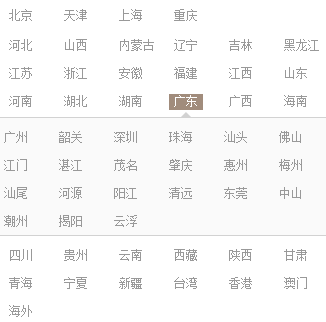 北京 天津 上海 重庆
河北 山西 内蒙古 辽宁 吉林 黑龙江
江苏 浙江 安徽 福建 江西 山东
河南 湖北 湖南 广东 广西 海南
广州 韶关 深圳 珠海 汕头 佛山
江门 湛江 茂名 肇庆 惠州 梅州
汕尾 河源 阳江 清远 东莞 中山
潮州 揭阳 云浮
四川 贵州 云南 西藏 陕西 甘肃
青海 宁夏 新疆 台湾 香港 澳门
海外